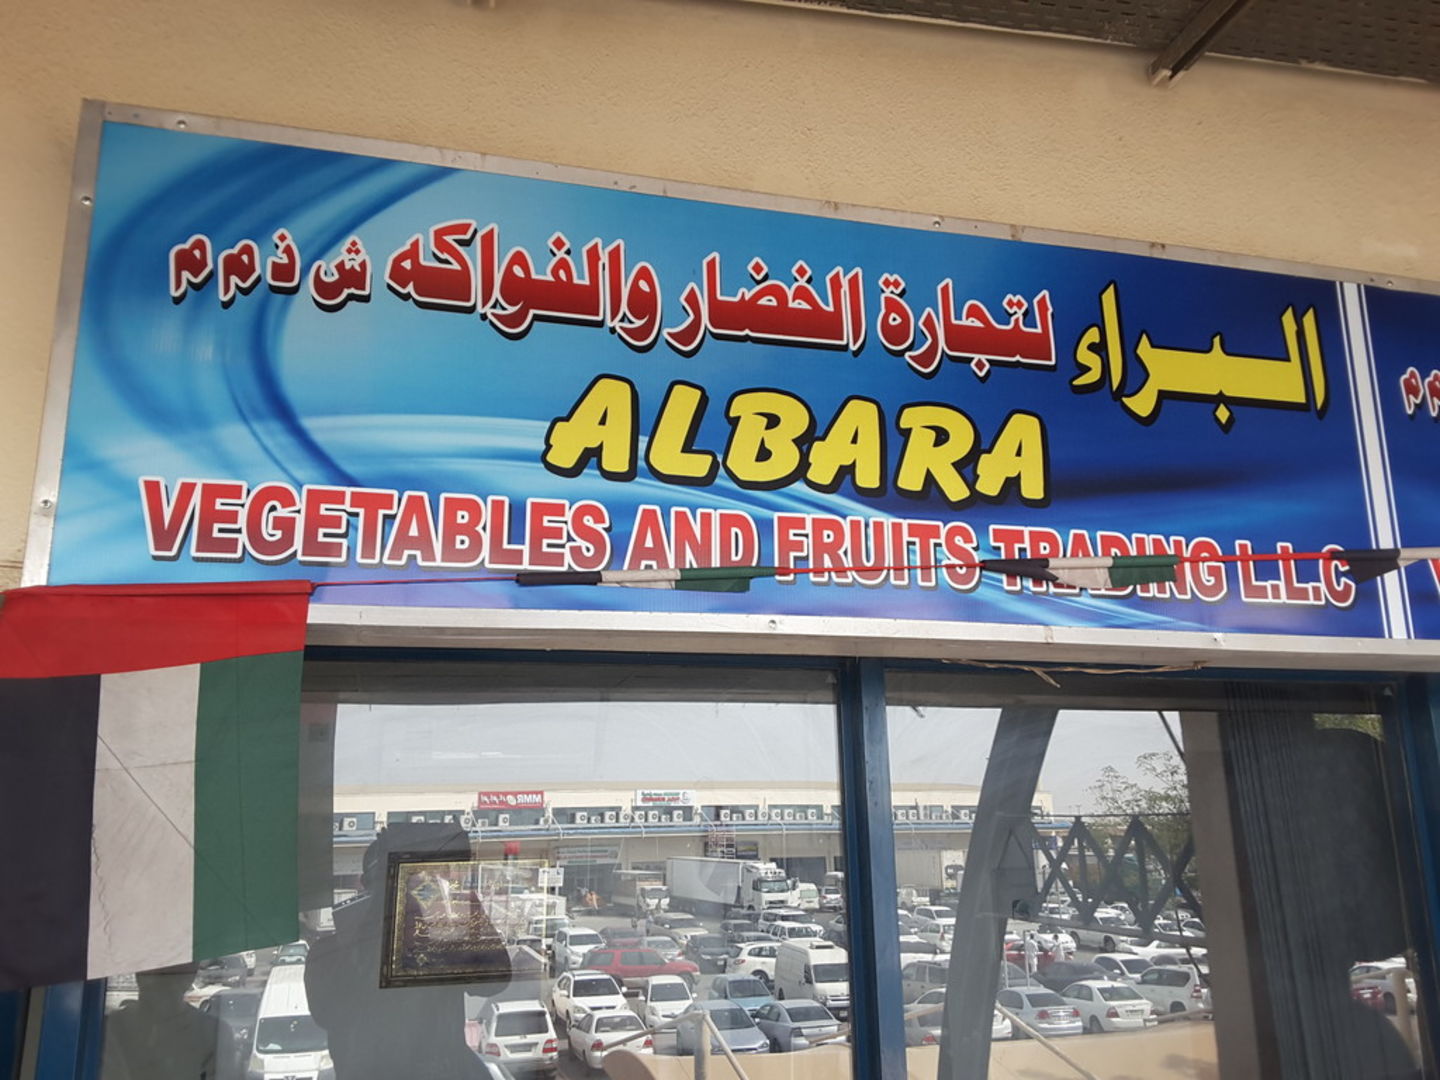 البراء لتجارة الخضار والفواكه ش ذ م م
ALBARA
VEGETABLES AND FRUITS TRADING L.L.C